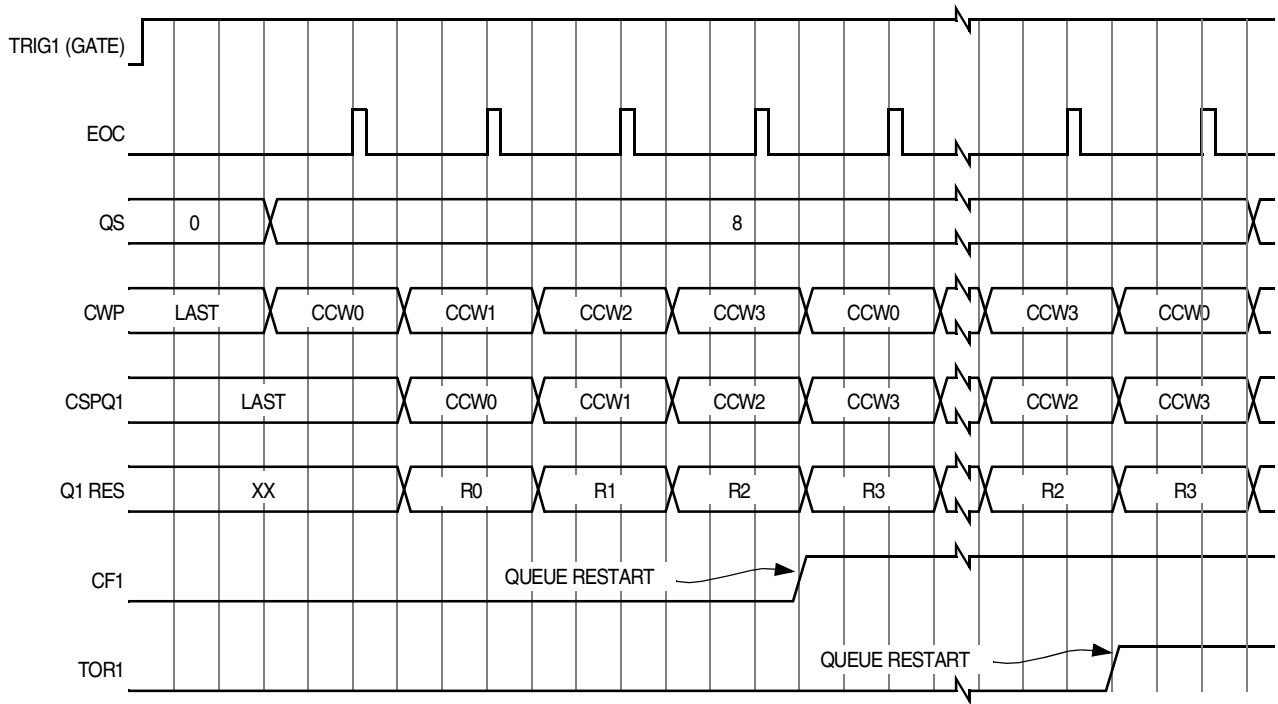 TRIG1 (GATE)
EOC
QS 0 8
CWP LAST CCW0 CCW1 CCW2 CCW3 CCW0 CCW3 CCW0
CSPQ1 LAST CCW0 CCW1 CCW2 CCW3 CCW2 CCW3
Q1 RES XX R0 R1 R2 R3 R2 R3
CF1 QUEUE RESTART
TOR1 QUEUE RESTART